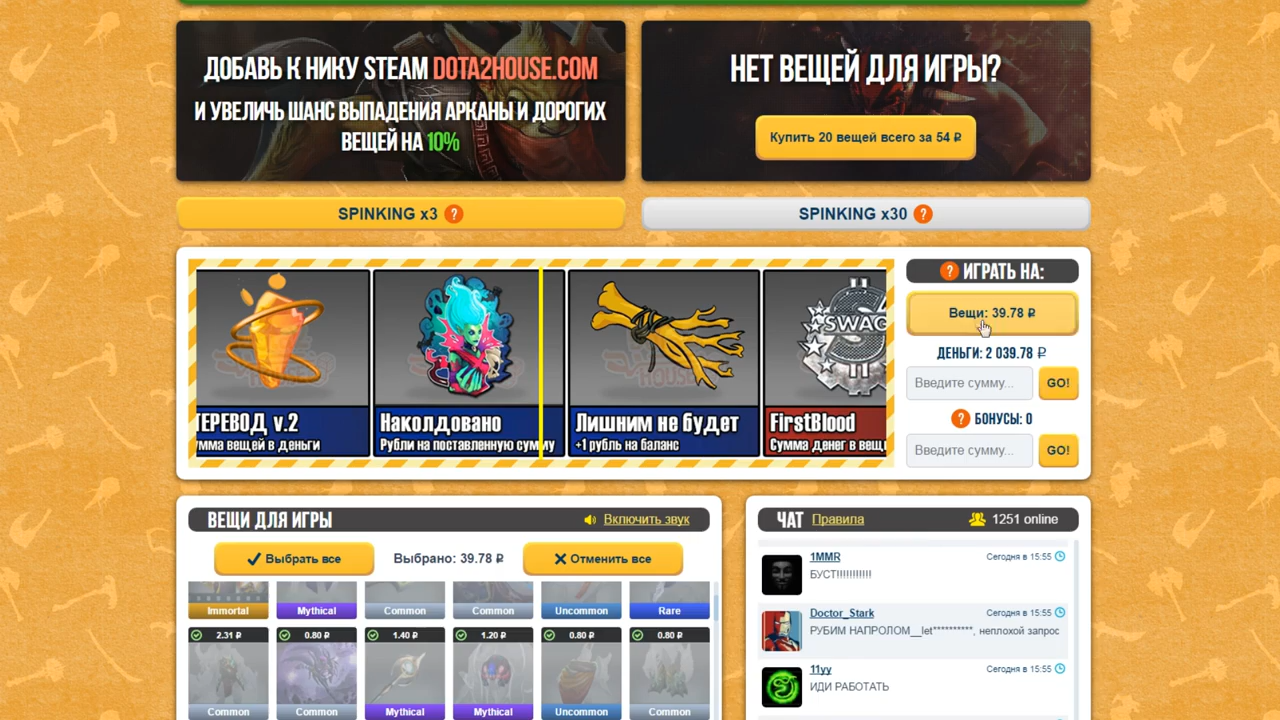 ДОБАВЬ К НИКУ STEAM DOTA2HOUSE.COM
И УВЕЛИЧЬ ШАНС ВЫПАДЕНИЯ АРКАНЫ И ДОРОГИХ
ВЕЩЕЙ НА 10%
НЕТ ВЕЩЕЙ ДЛЯ ИГРЫ?
Купить 20 вещей всего за 54 ₽
SPINKING x3 ?
SPINKING x30 ?
ТЕРЕВОД v.2
умма вещей в деньги
Наколдовано
Рубли на поставленную сумму
Лишним не будет
+1 рубль на баланс
SWAG
FirstBlood
Сумма денег в вещи
? ИГРАТЬ НА:
Вещи: 39.78 ₽
ДЕНЬГИ: 2 039.78 ₽
Введите сумму...
GO!
? БОНУСЫ: 0
Введите сумму...
GO!
ВЕЩИ ДЛЯ ИГРЫ
Включить звук
Выбрать все
Выбрано: 39.78 ₽
Отменить все
Immortal
Mythical
Common
Common
Uncommon
Rare
2.31 ₽
0.80 ₽
1.40 ₽
1.20 ₽
0.80 ₽
0.80 ₽
Common
Common
Mythical
Mythical
Uncommon
Common
ЧАТ
Правила
1251 online
1MMR
Сегодня в 15:55
БУСТ!!!!!!!!!!!
Doctor_Stark
Сегодня в 15:55
РУБИМ НАПРОЛОМ__let**********, неплохой запрос
11yy
Сегодня в 15:55
ИДИ РАБОТАТЬ